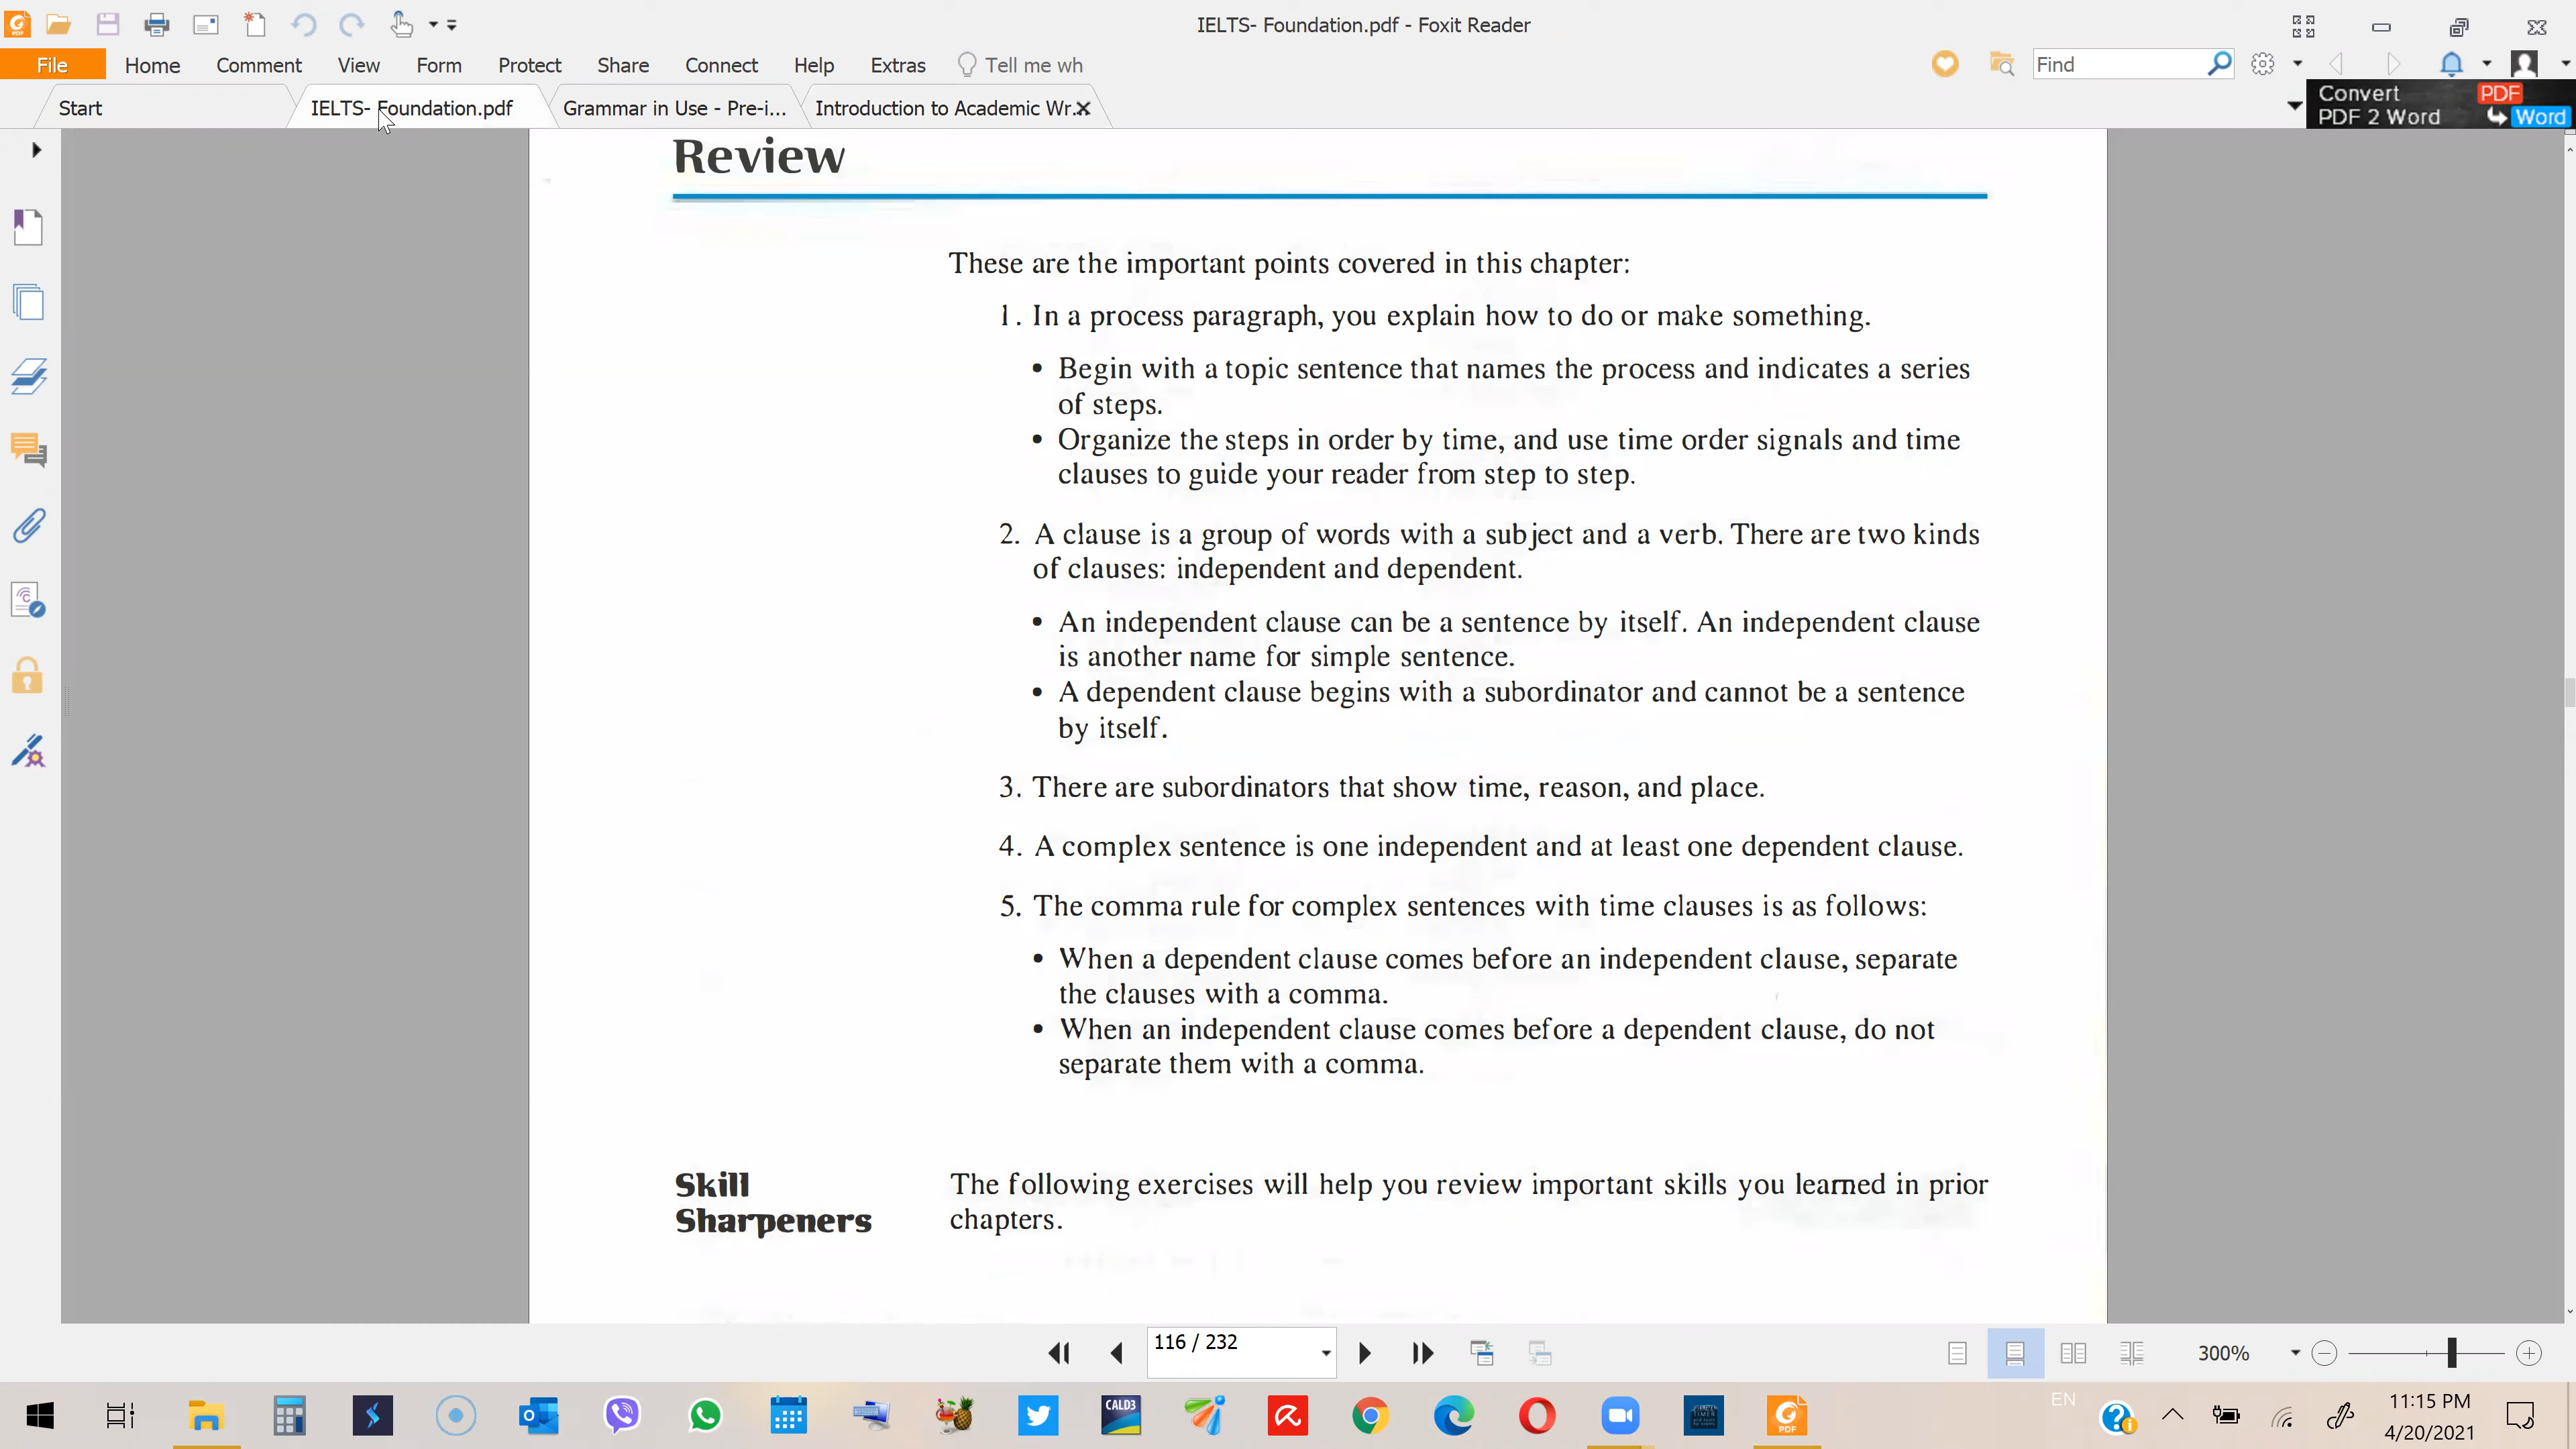 IELTS- Foundation.pdf - Foxit Reader
File Home Comment View Form Protect Share Connect Help Extras Tell me wh Find
Start IELTS- Foundation.pdf Grammar in Use - Pre-i... Introduction to Academic Wr...
Convert PDF
PDF 2 Word Word
Review
These are the important points covered in this chapter:
1. In a process paragraph, you explain how to do or make something.
• Begin with a topic sentence that names the process and indicates a series
of steps.
• Organize the steps in order by time, and use time order signals and time
clauses to guide your reader from step to step.
2. A clause is a group of words with a subject and a verb. There are two kinds
of clauses: independent and dependent.
• An independent clause can be a sentence by itself. An independent clause
is another name for simple sentence.
• A dependent clause begins with a subordinator and cannot be a sentence
by itself.
3. There are subordinators that show time, reason, and place.
4. A complex sentence is one independent and at least one dependent clause.
5. The comma rule for complex sentences with time clauses is as follows:
• When a dependent clause comes before an independent clause, separate
the clauses with a comma.
• When an independent clause comes before a dependent clause, do not
separate them with a comma.
Skill
Sharpeners
The following exercises will help you review important skills you learned in prior
chapters.
116 / 232
300%
CALD3
PDF
EN
11:15 PM
4/20/2021